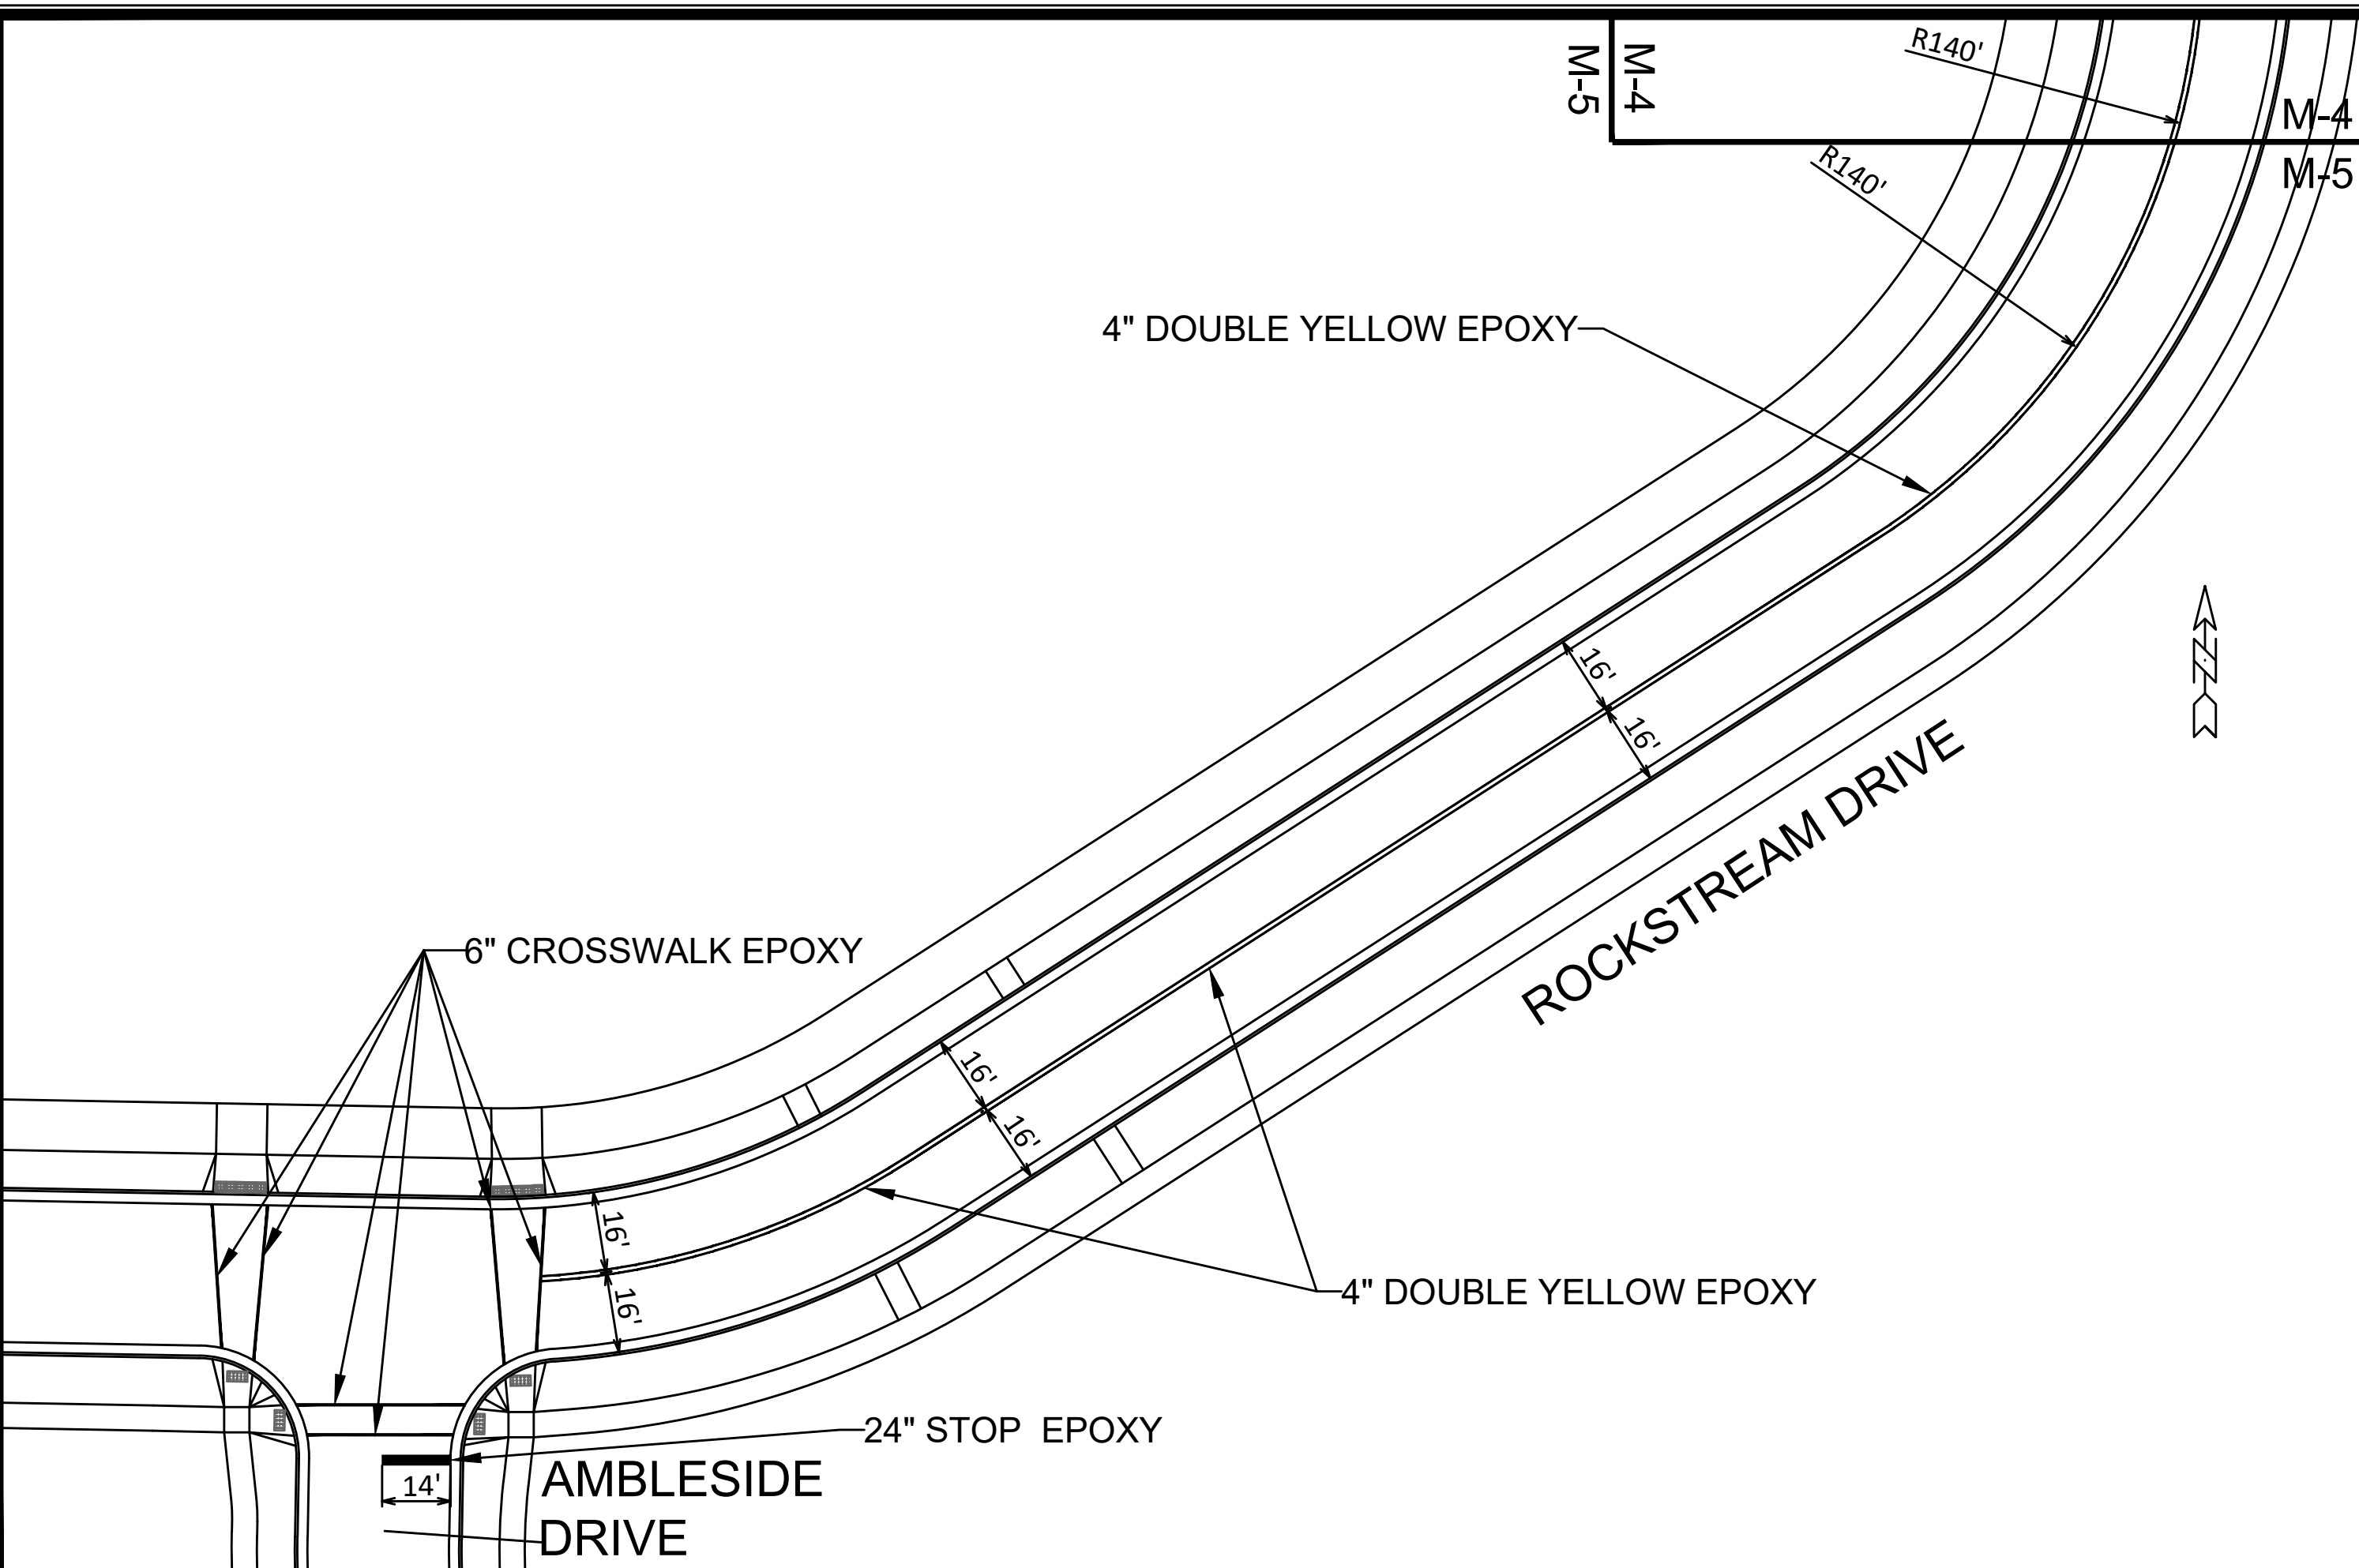 R140'
M-5
M-4
M-4
M-5
R140'
4" DOUBLE YELLOW EPOXY
N
16'
16'
ROCKSTREAM DRIVE
6" CROSSWALK EPOXY
16'
16'
16'
16'
4" DOUBLE YELLOW EPOXY
24" STOP EPOXY
14'
AMBLESIDE
DRIVE